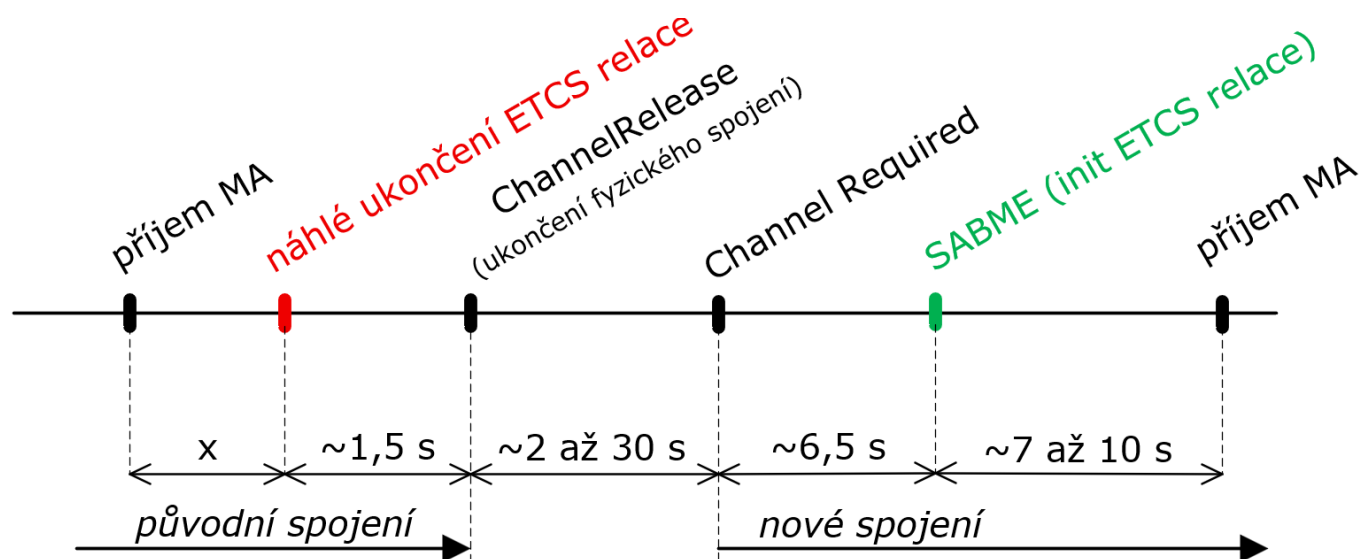 příjem MA
náhlé ukončení ETCS relace
ChannelRelease
(ukončení fyzického spojení)
Channel Required
SABME (init ETCS relace)
příjem MA
x
~1,5 s
~2 až 30 s
~6,5 s
~7 až 10 s
původní spojení
nové spojení